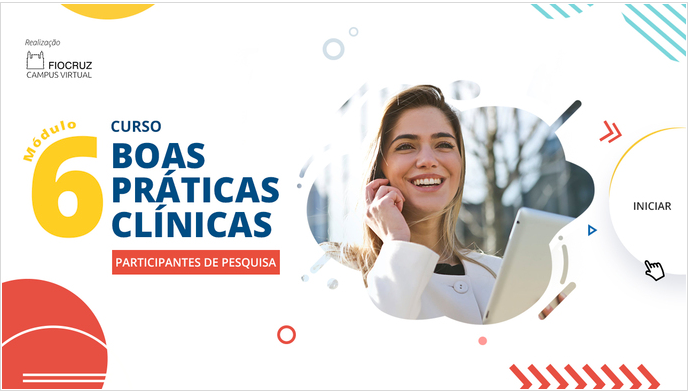 Realização
FIOCRUZ
CAMPUS VIRTUAL
Módulo
6
CURSO
BOAS
PRÁTICAS
CLÍNICAS
PARTICIPANTES DE PESQUISA
INICIAR